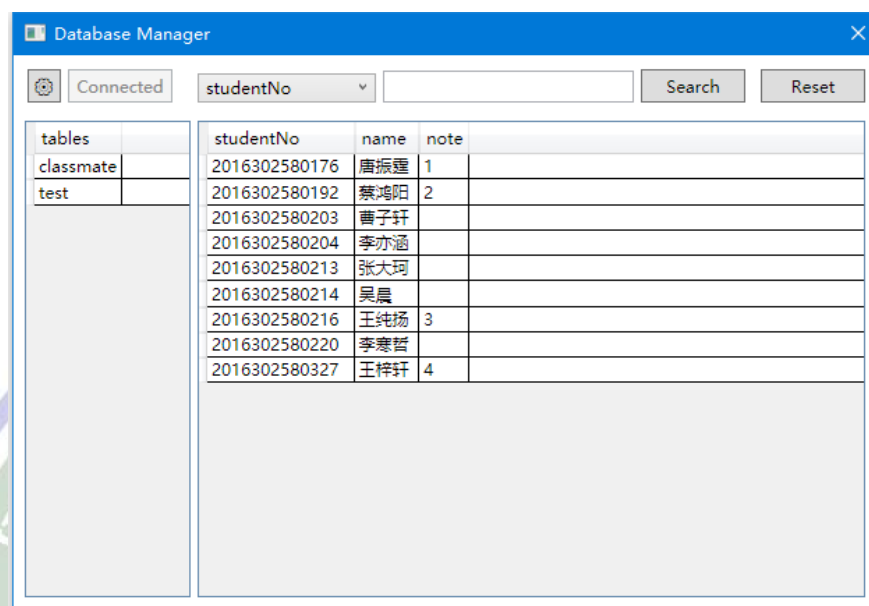 Database Manager
Connected studentNo Search Reset
tables
classmate
test
studentNo name note
2016302580176 唐振霆 1
2016302580192 蔡鸿阳 2
2016302580203 曹子轩
2016302580204 李亦涵
2016302580213 张大珂
2016302580214 吴晨
2016302580216 王纯扬 3
2016302580220 李寒哲
2016302580327 王梓轩 4